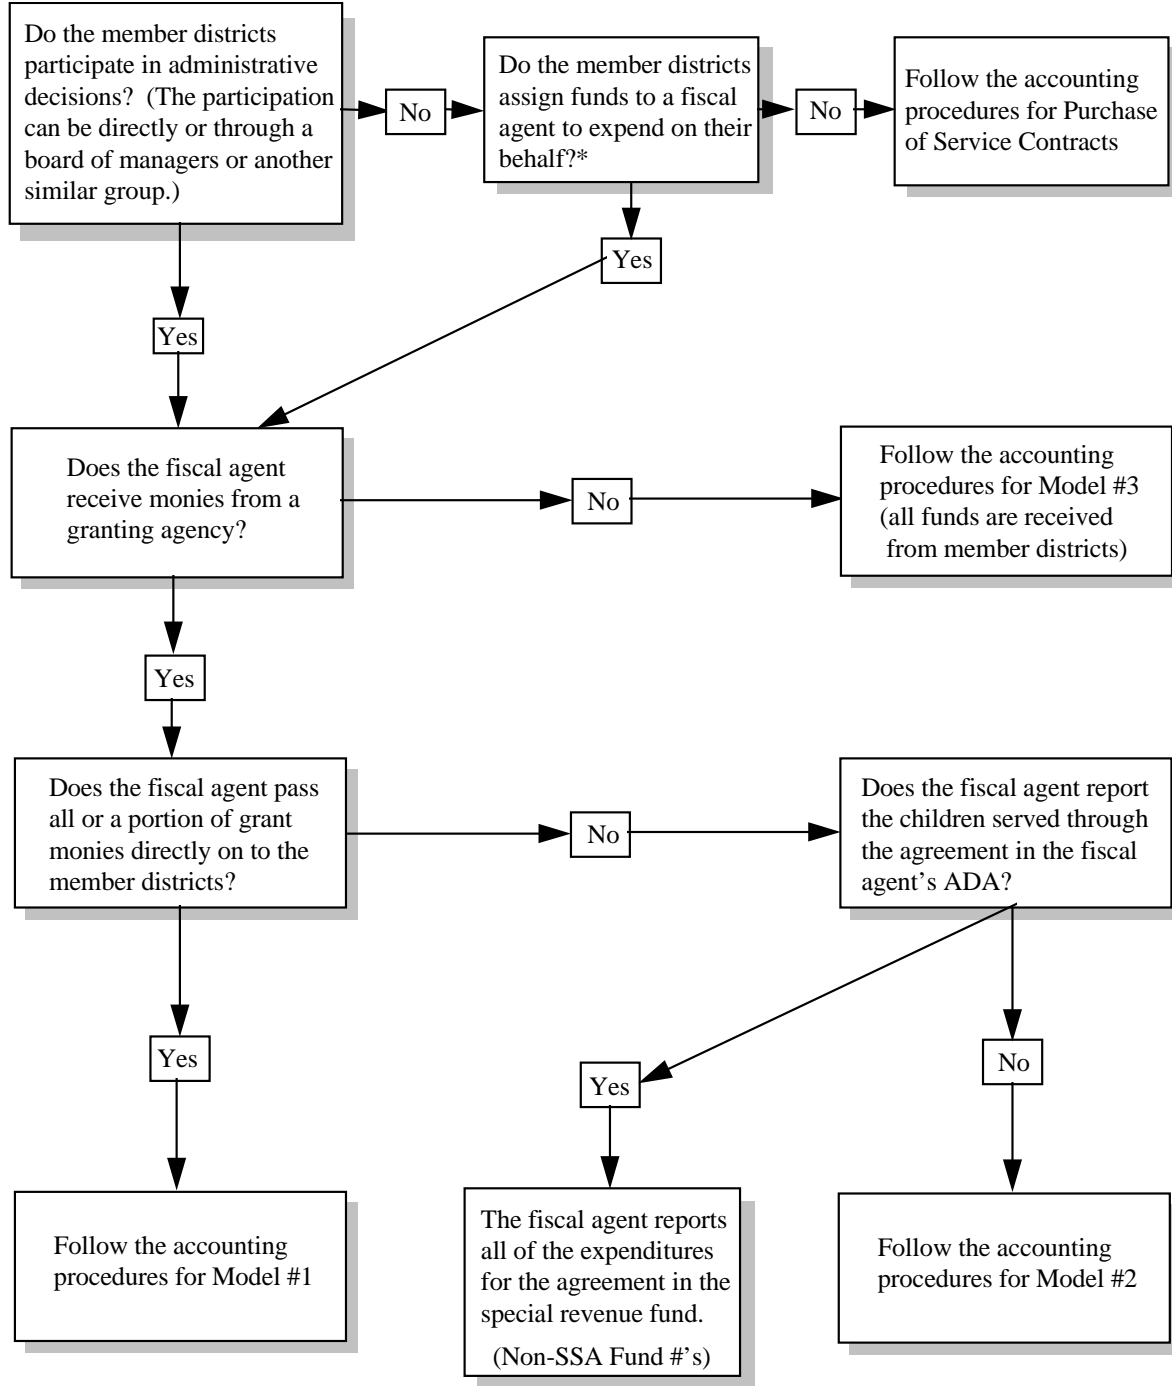 Do the member districts
participate in administrative
decisions?  (The participation
can be directly or through a
board of managers or another
similar group.)
No
Do the member districts
assign funds to a fiscal
agent to expend on their
behalf?*
No
Follow the accounting
procedures for Purchase
of Service Contracts
Yes
Yes
Does the fiscal agent
receive monies from a
granting agency?
No
Follow the accounting
procedures for Model #3
(all funds are received
from member districts)
Yes
Does the fiscal agent pass
all or a portion of grant
monies directly on to the
member districts?
No
Does the fiscal agent report
the children served through
the agreement in the fiscal
agent's ADA?
Yes
Yes
No
Follow the accounting
procedures for Model #1
The fiscal agent reports
all of the expenditures
for the agreement in the
special revenue fund.
(Non-SSA Fund #'s)
Follow the accounting
procedures for Model #2